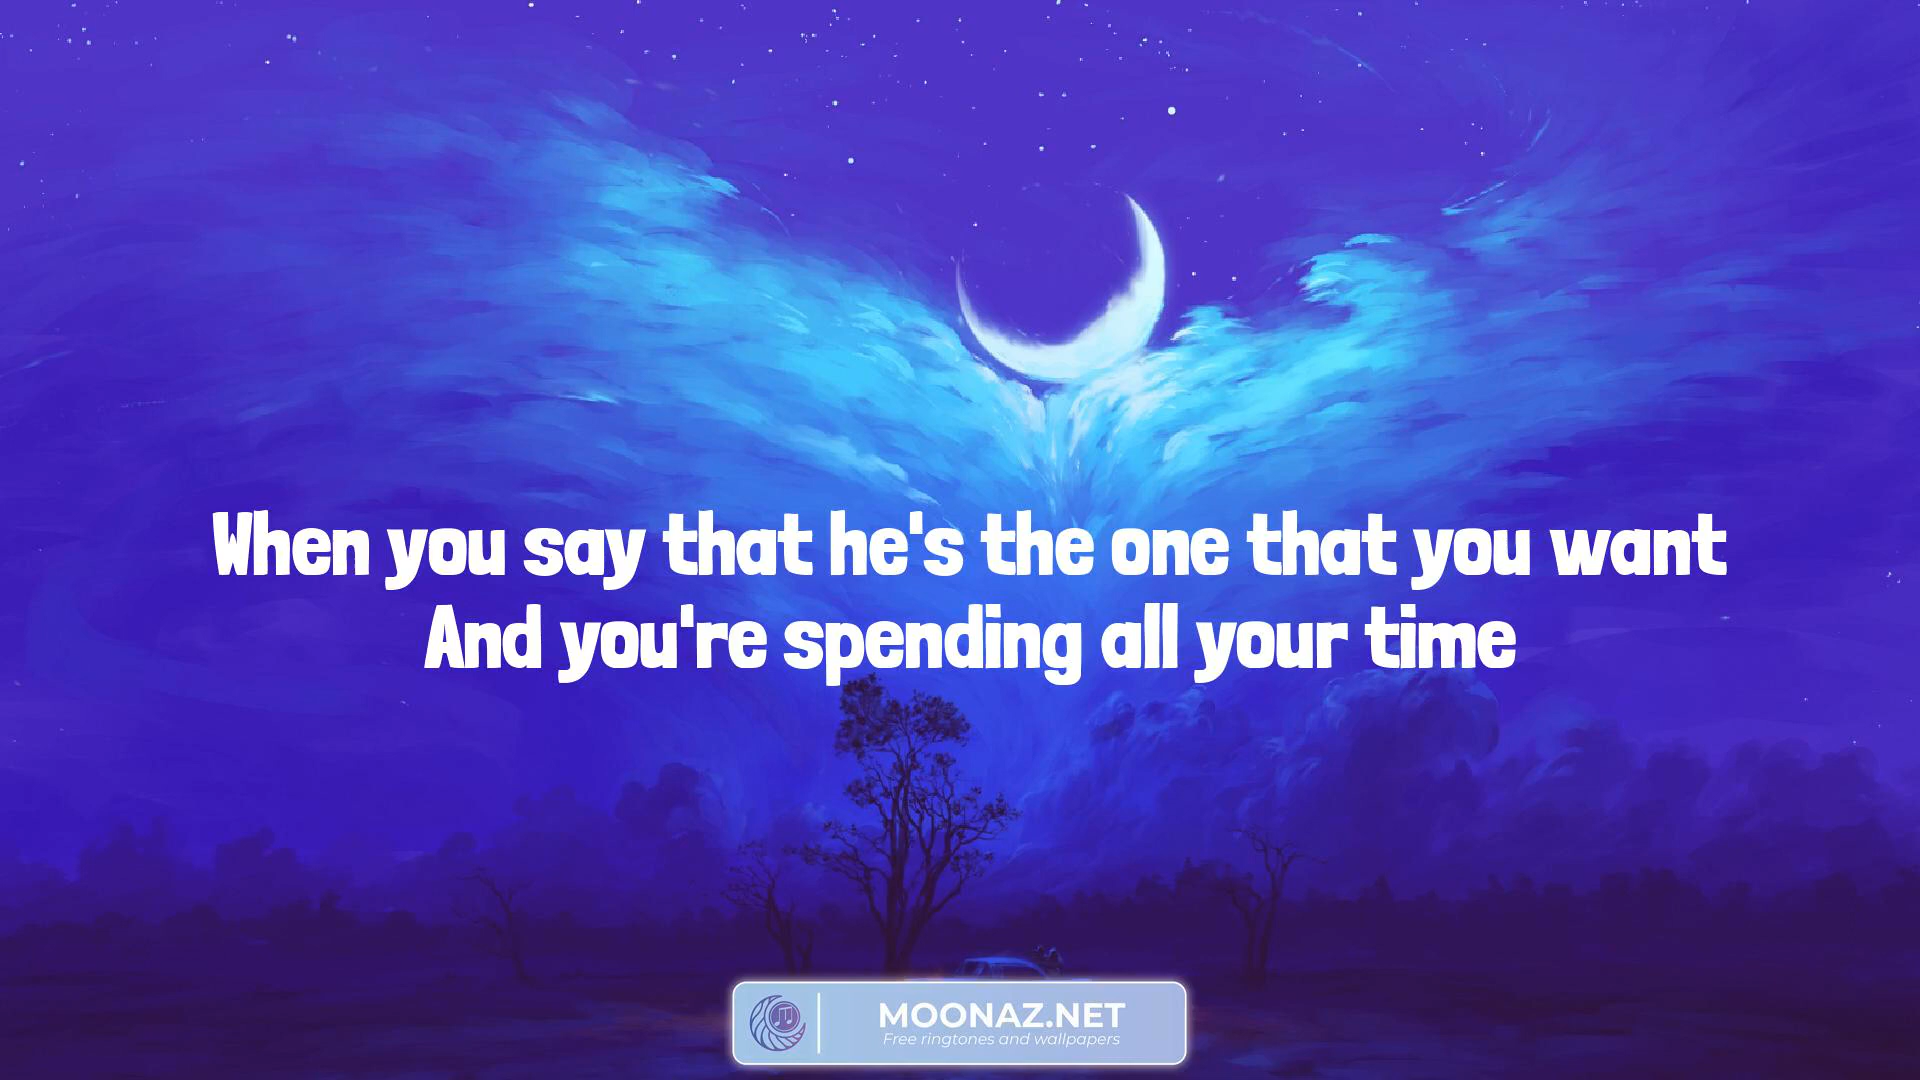 When you say that he's the one that you want
And you're spending all your time
MOONAZ.NET
Free ringtones and wallpapers